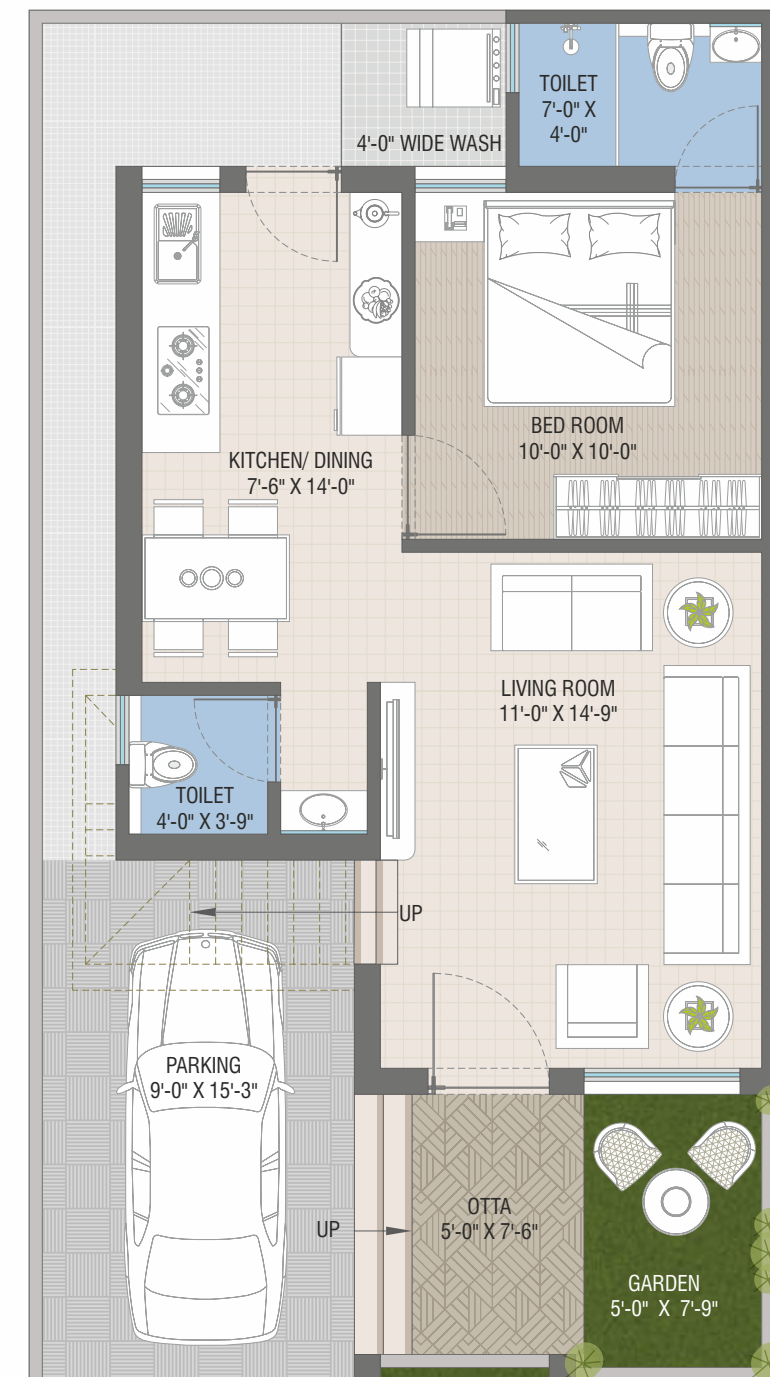 TOILET
7'-0" X
4'-0"
4'-0" WIDE WASH
BED ROOM
10'-0" X 10'-0"
KITCHEN/ DINING
7'-6" X 14'-0"
LIVING ROOM
11'-0" X 14'-9"
TOILET
4'-0" X 3'-9"
UP
PARKING
9'-0" X 15'-3"
OTTA
5'-0" X 7'-6"
UP
GARDEN
5'-0" X 7'-9"